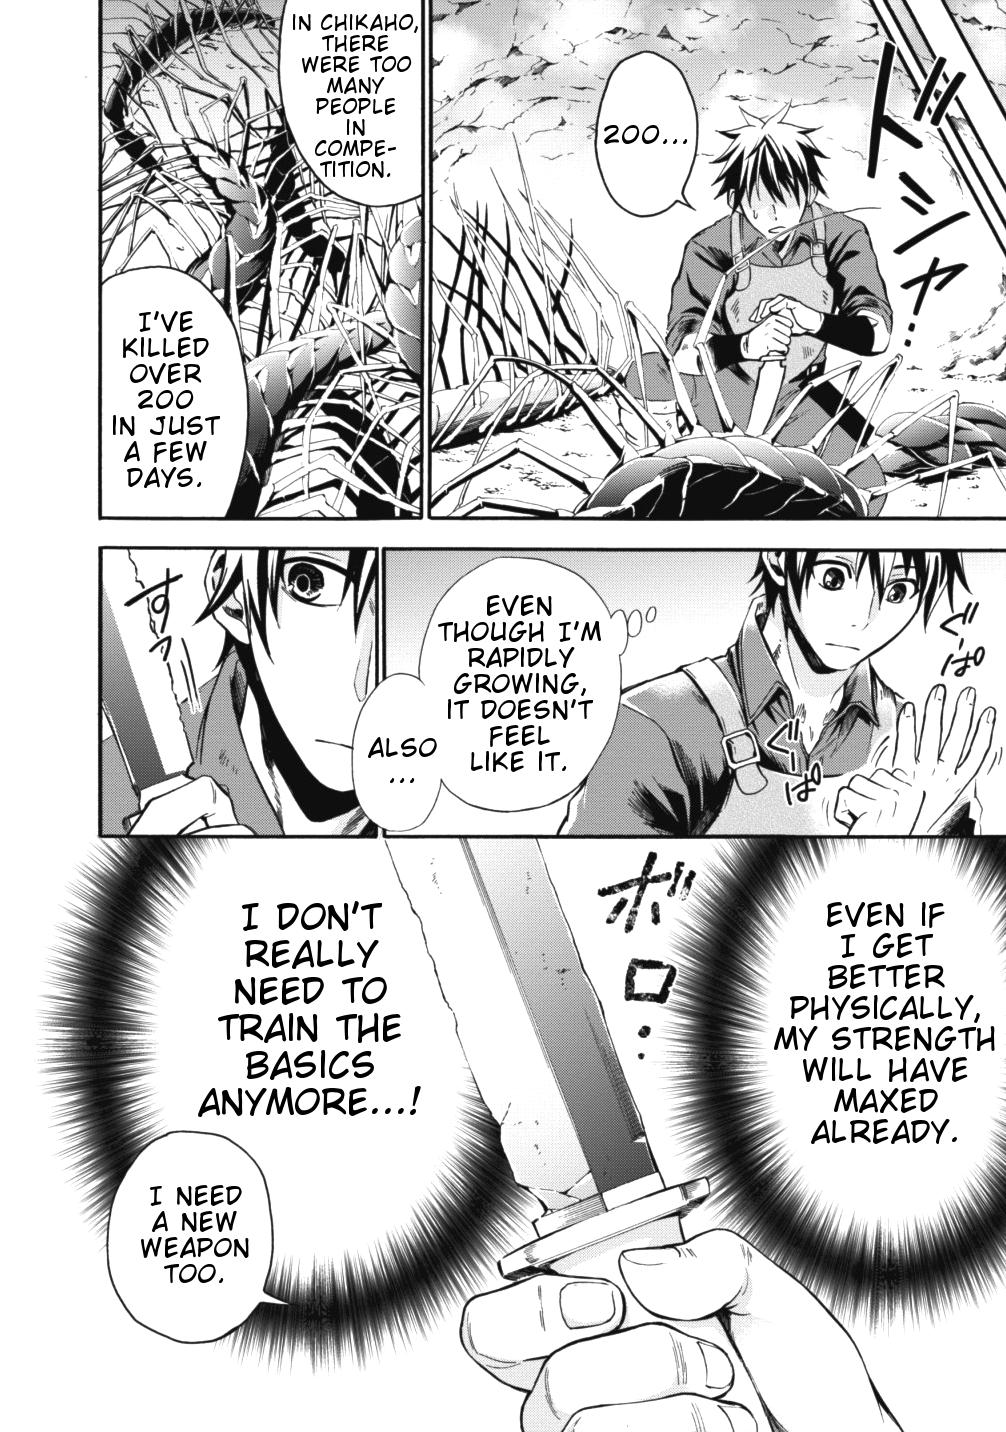 ドシ…
200...
IN CHIKAHO,
THERE
WERE TOO
MANY
PEOPLE
IN
COMPE-
TITION.
I'VE
KILLED
OVER
200
IN JUST
A FEW
DAYS.
ぐーぱ
ぐーぱ
EVEN
THOUGH I'M
RAPIDLY
GROWING,
IT DOESN'T
FEEL
LIKE IT.
ALSO
...
すっ
EVEN IF
I GET
BETTER
PHYSICALLY,
MY STRENGTH
WILL HAVE
MAXED
ALREADY.
ボロ…
I DON'T
REALLY
NEED TO
TRAIN THE
BASICS
ANYMORE...!
I NEED
A NEW
WEAPON
TOO.